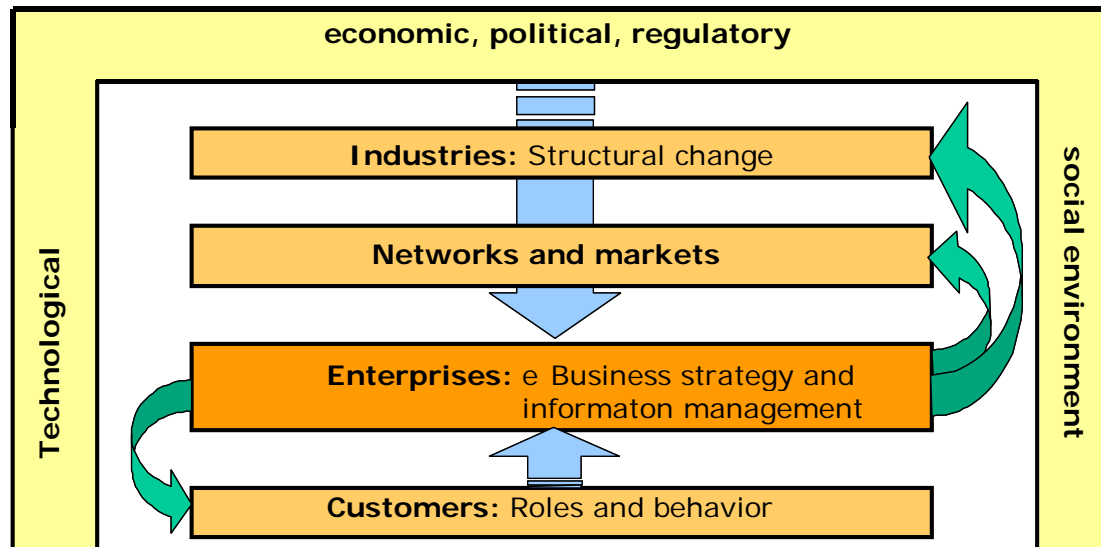 economic, political, regulatory
Technological
social environment
Industries: Structural change
Networks and markets
Enterprises: e Business strategy and
informaton management
Customers: Roles and behavior